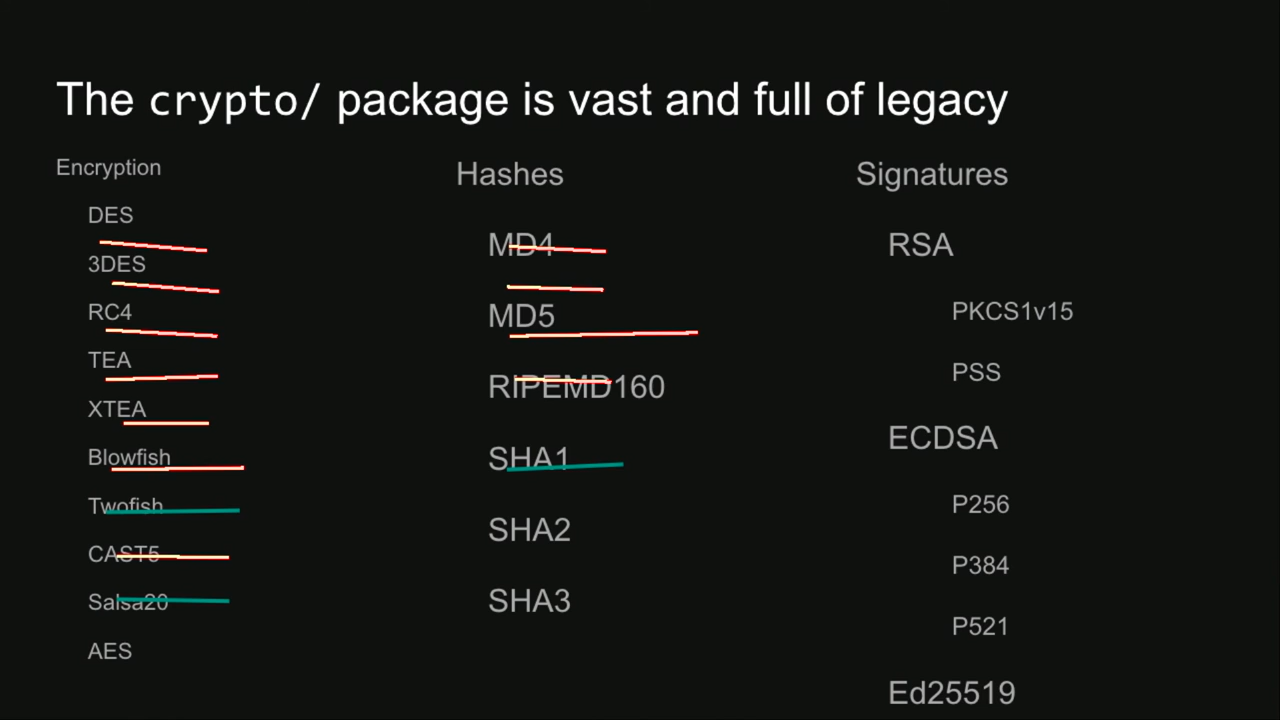 The crypto/ package is vast and full of legacy
Encryption
DES
3DES
RC4
TEA
XTEA
Blowfish
Twofish
CAST5
Salsa20
AES
Hashes
MD4
MD5
RIPEMD160
SHA1
SHA2
SHA3
Signatures
RSA
PKCS1v15
PSS
ECDSA
P256
P384
P521
Ed25519